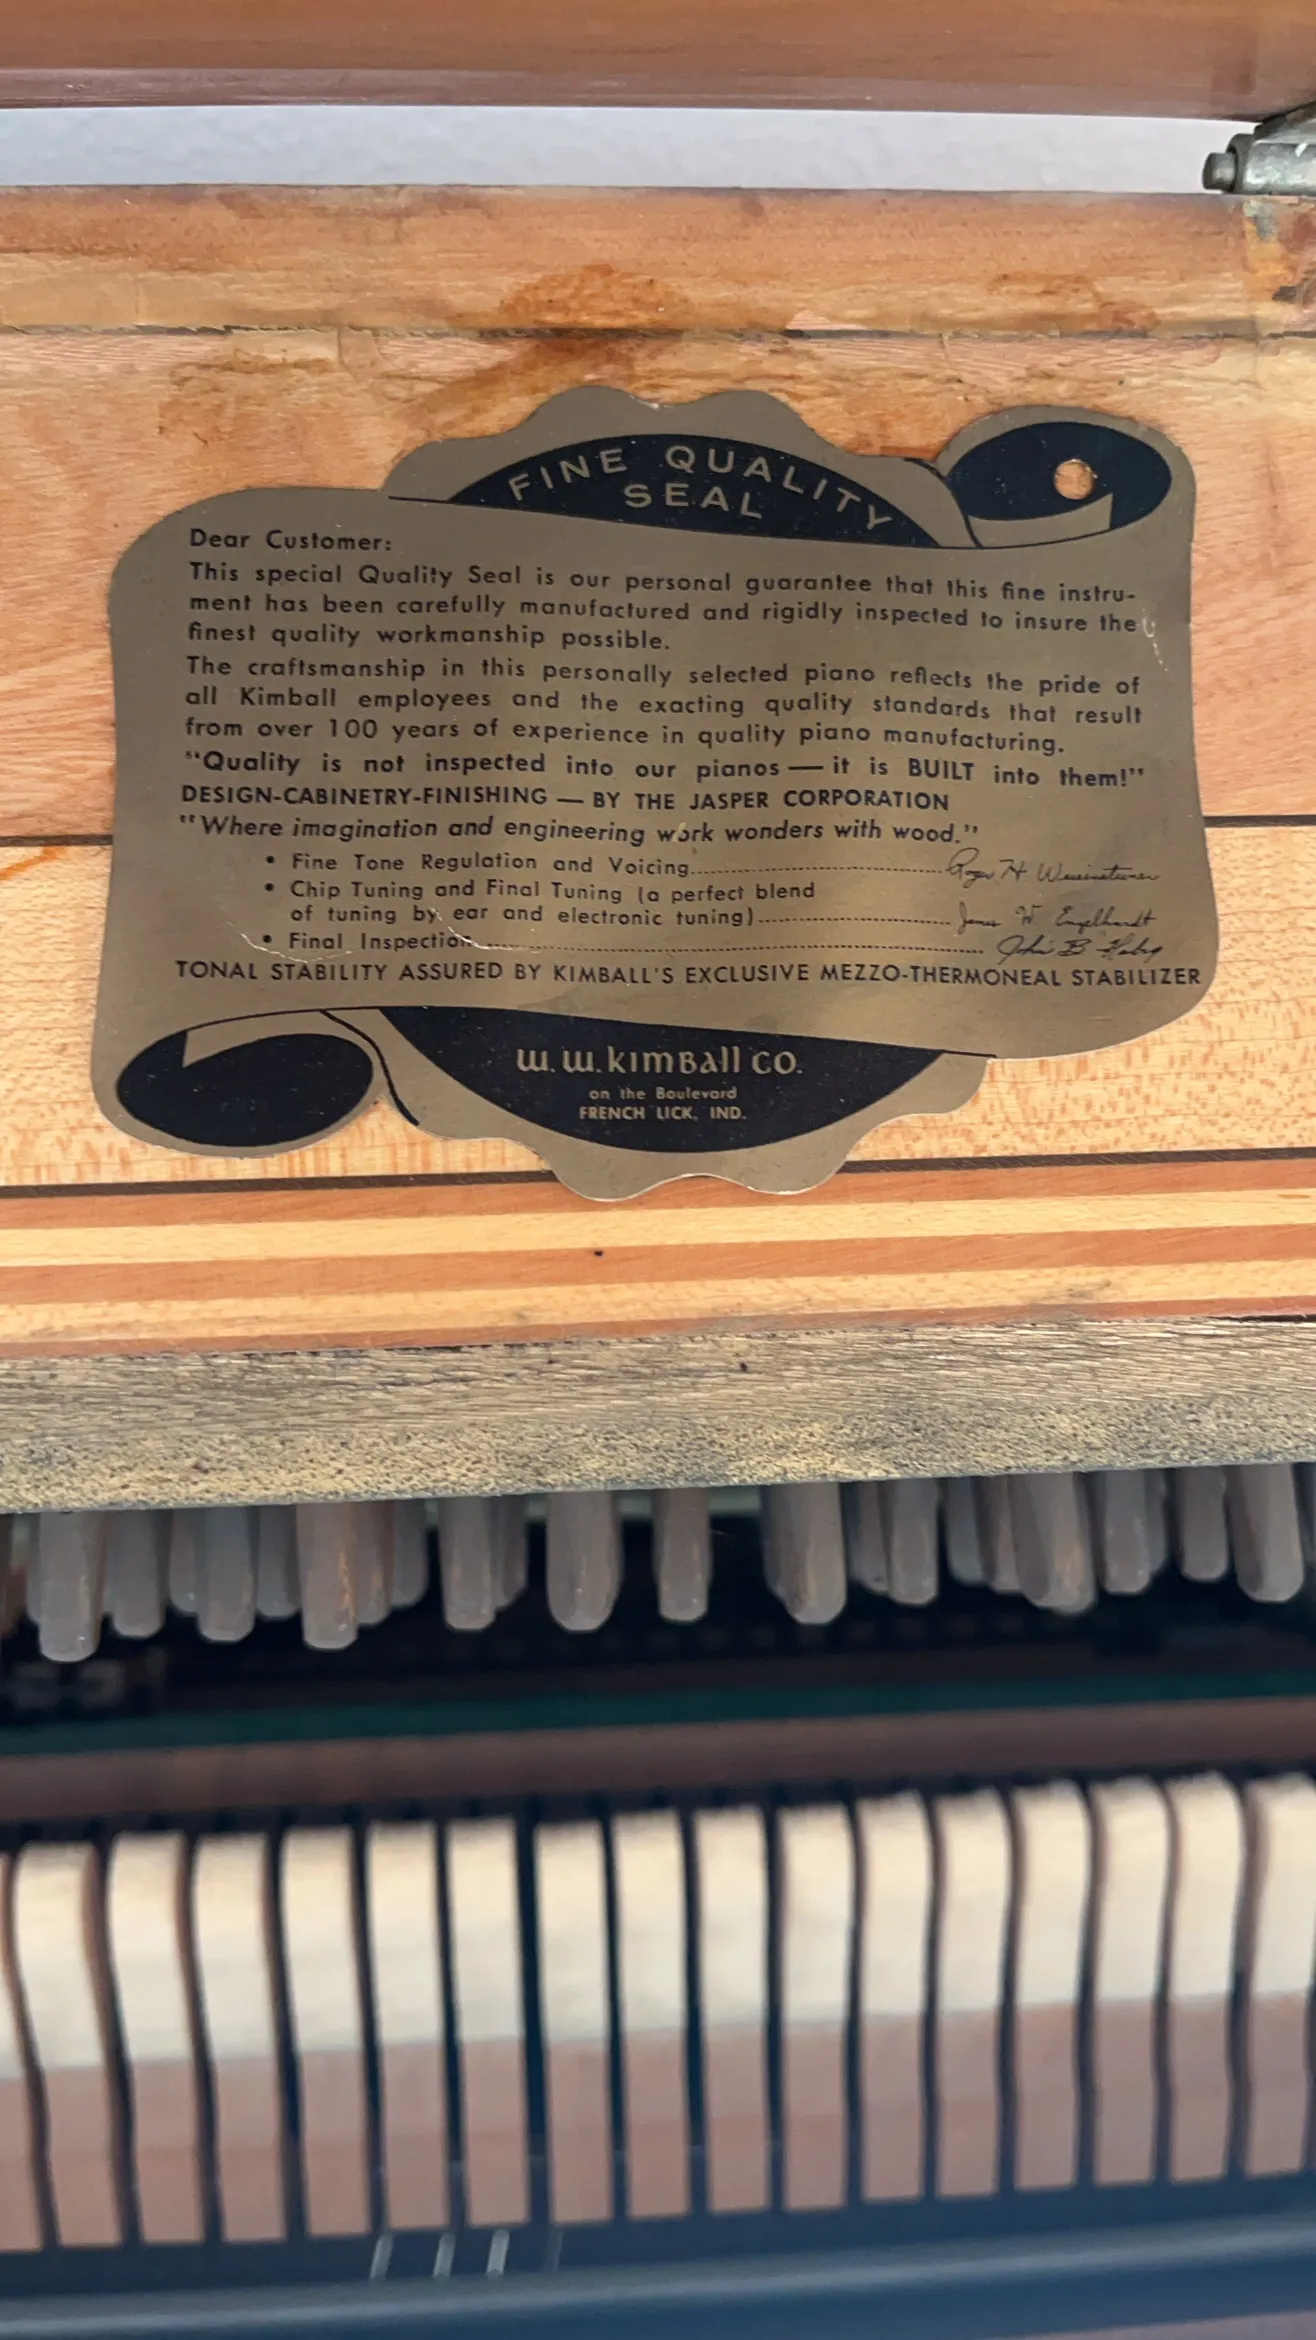 FINE QUALITY
SEAL
Dear Customer:
This special Quality Seal is our personal guarantee that this fine instru-
ment has been carefully manufactured and rigidly inspected to insure the
finest quality workmanship possible.
The craftsmanship in this personally selected piano reflects the pride of
all Kimball employees and the exacting quality standards that result
from over 100 years of experience in quality piano manufacturing.
"Quality is not inspected into our pianos — it is BUILT into them!"
DESIGN-CABINETRY-FINISHING — BY THE JASPER CORPORATION
"Where imagination and engineering work wonders with wood."
• Fine Tone Regulation and Voicing Roger H
• Chip Tuning and Final Tuning (a perfect blend
of tuning by ear and electronic tuning) James W Engelhardt
• Final Inspection John B
TONAL STABILITY ASSURED BY KIMBALL'S EXCLUSIVE MEZZO-THERMONEAL STABILIZER
W. W. KIMBALL CO.
on the Boulevard
FRENCH LICK, IND.